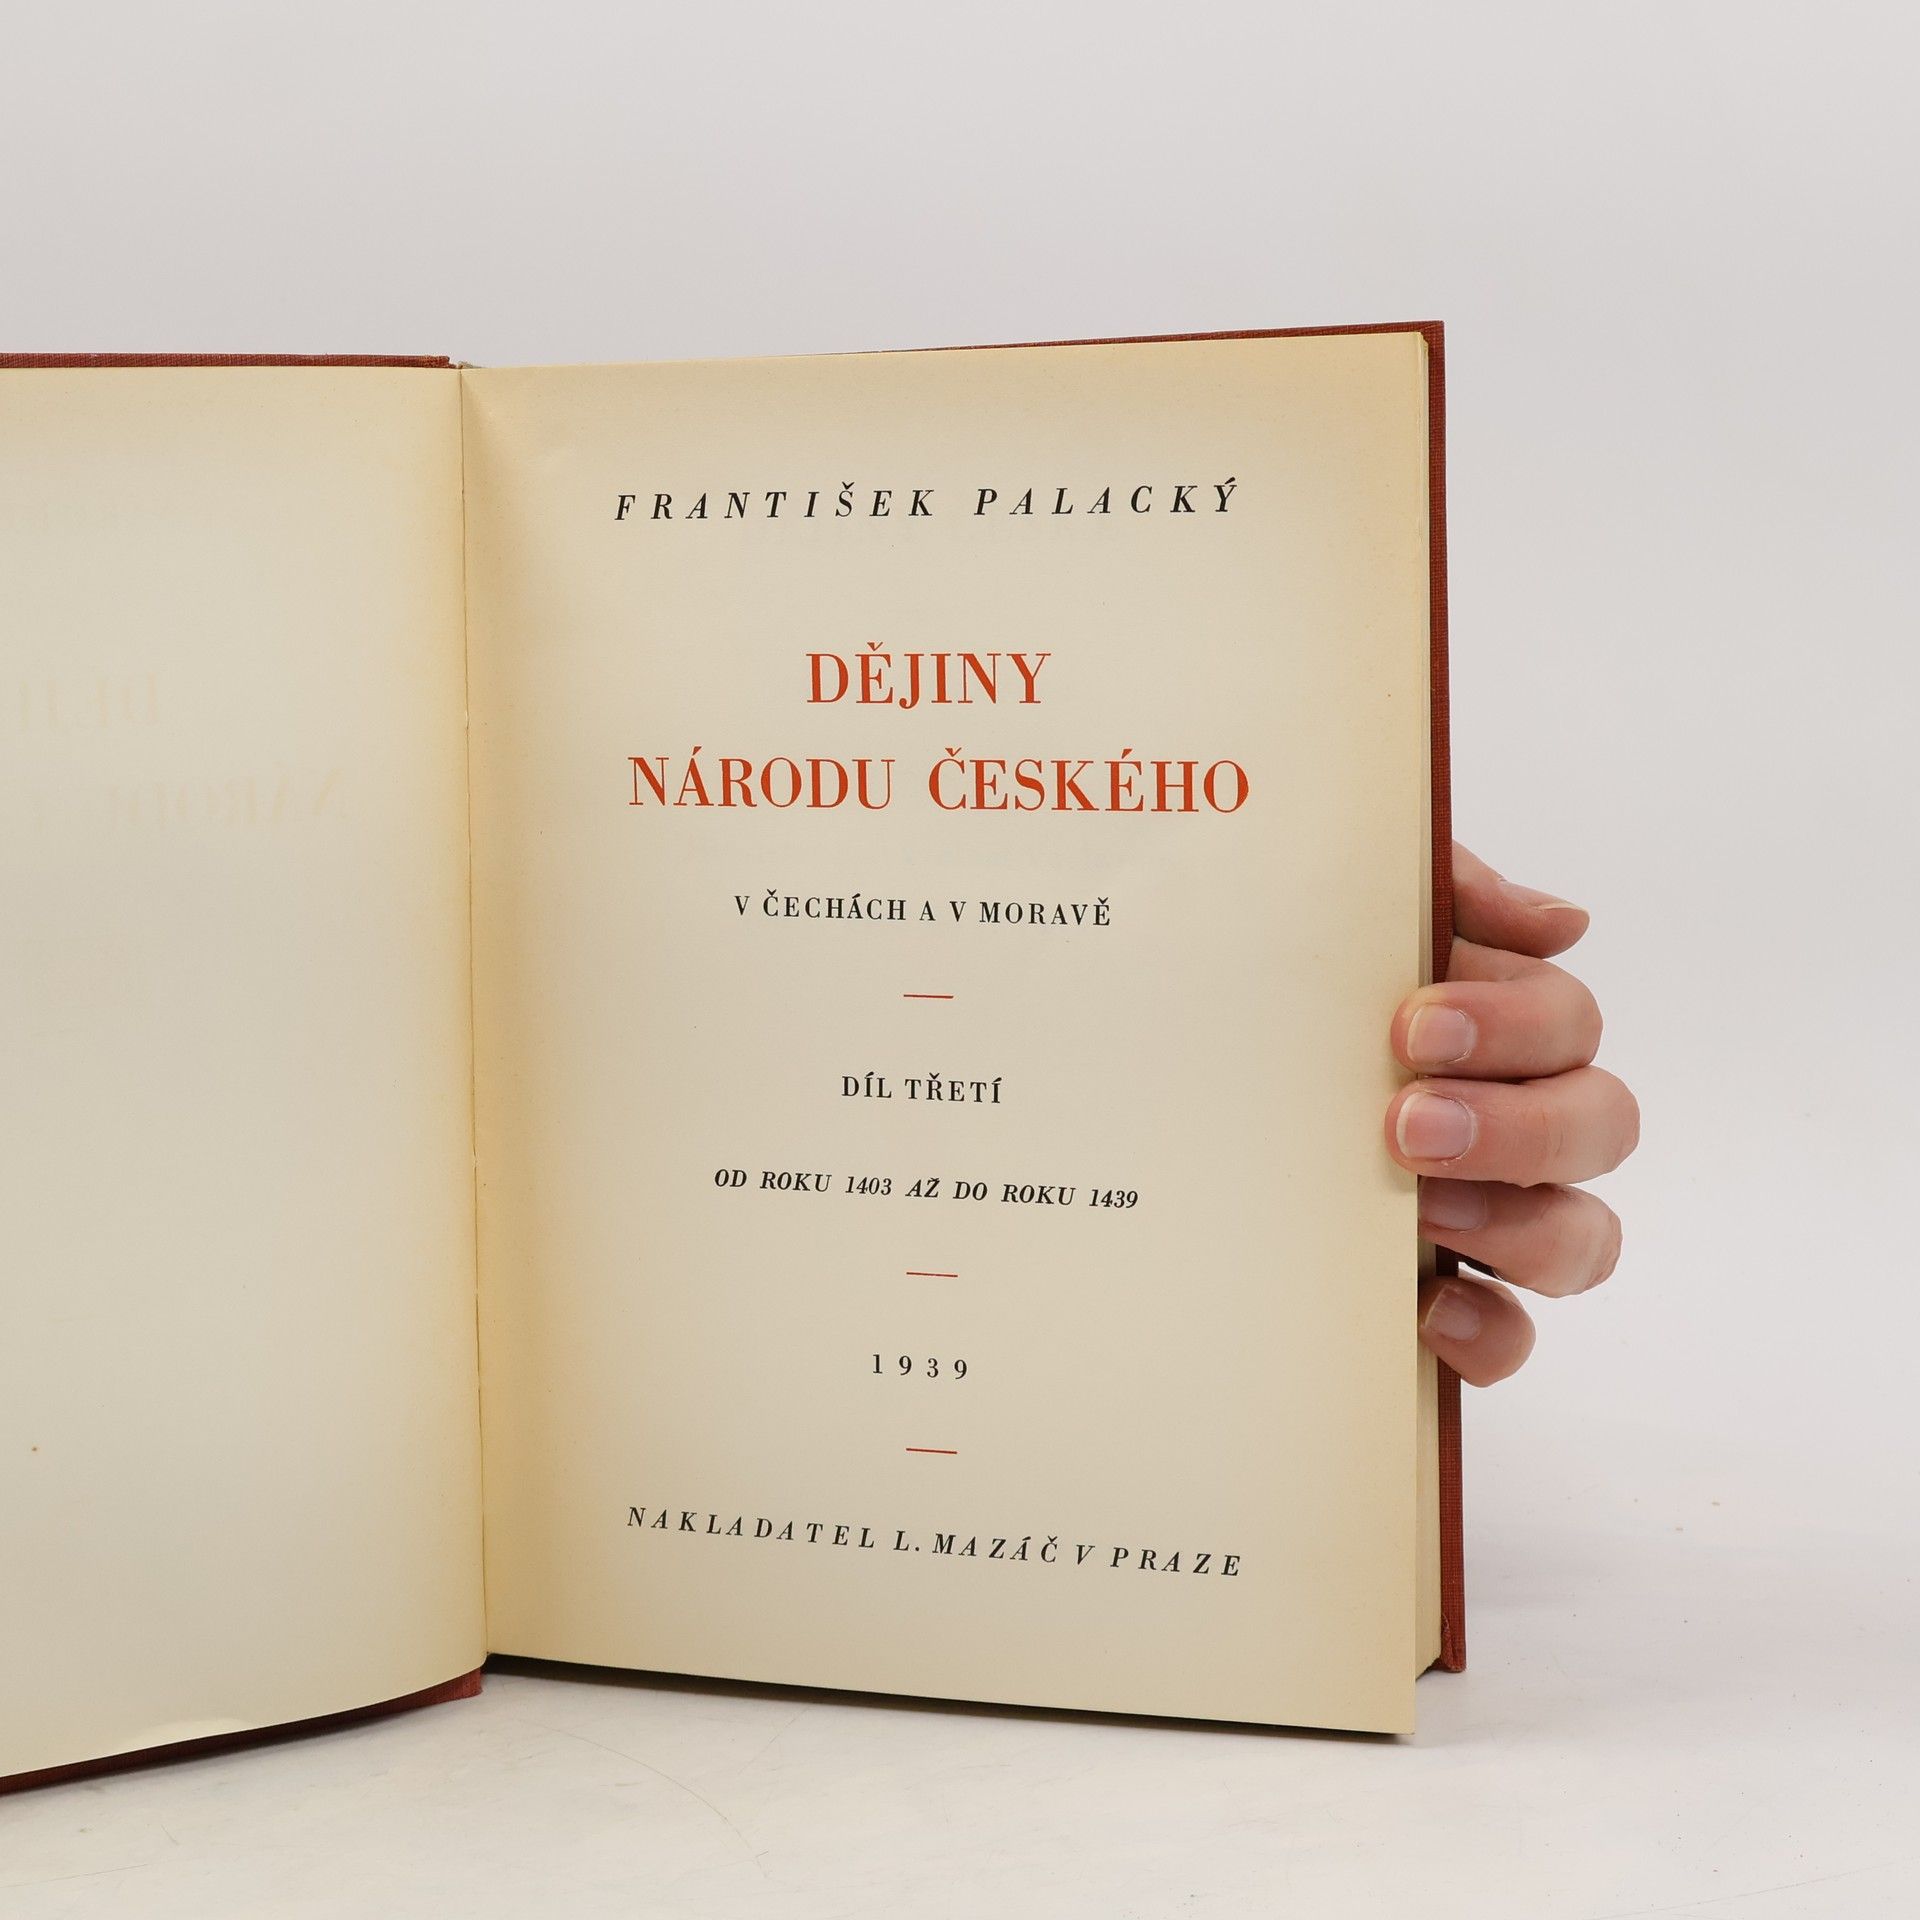 FRANTIŠEK PALACKÝ
DĚJINY
NÁRODU ČESKÉHO
V ČECHÁCH A V MORAVĚ
DÍL TŘETÍ
OD ROKU 1403 AŽ DO ROKU 1439
1939
NAKLADATEL L. MAZÁČ V PRAZE